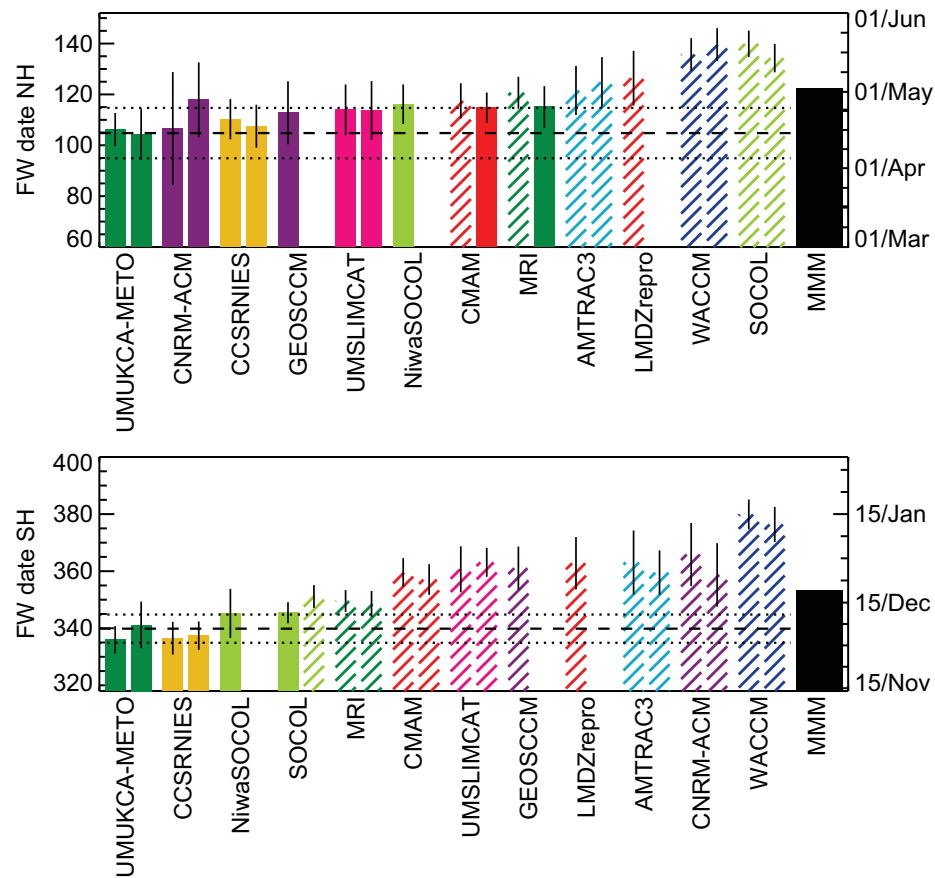 FW date NH
140
120
100
80
60
01/Jun
01/May
01/Apr
01/Mar
UMUKCA-METO
CNRM-ACM
CCSRNIES
GEOSCCM
UMSLIMCAT
NiwaSOCOL
CMAM
MRI
AMTRAC3
LMDZrepro
WACCM
SOCOL
MMM
FW date SH
400
380
360
340
320
15/Jan
15/Dec
15/Nov
UMUKCA-METO
CCSRNIES
NiwaSOCOL
SOCOL
MRI
CMAM
UMSLIMCAT
GEOSCCM
LMDZrepro
AMTRAC3
CNRM-ACM
WACCM
MMM